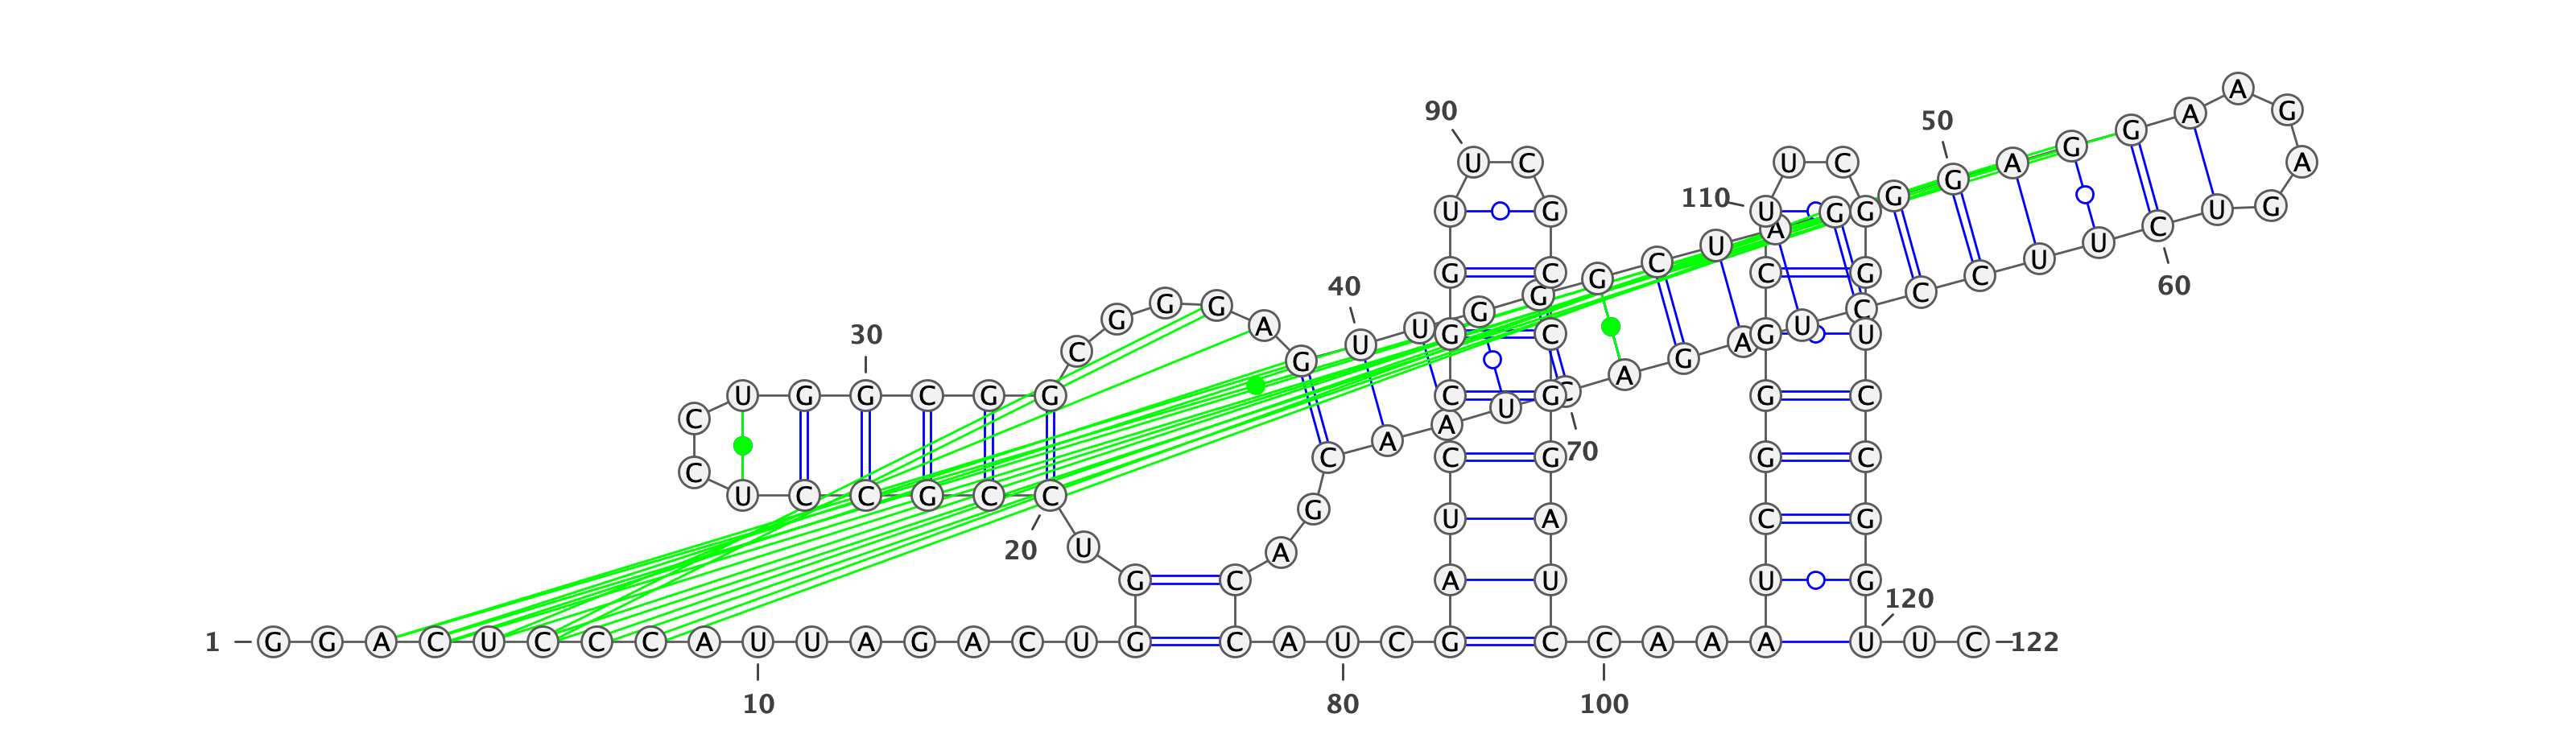 A
90 A G
50 G
G
U C U C A A
G
110 G G
U G U G G U
A C
U U
C U
G C G C G C
40 G C 60
C G G G G
30 A U G C G U U
U A
C G G
A
U G G C G G C G C G C
C U
A 70
A
C C G C G G C
C
U C C G C C
G
U A C G
20 U
A
G C A U U G
120
1 G G A C U C C C A U U A G A C U G C A U C G C C A A A U U C 122
10 80 100